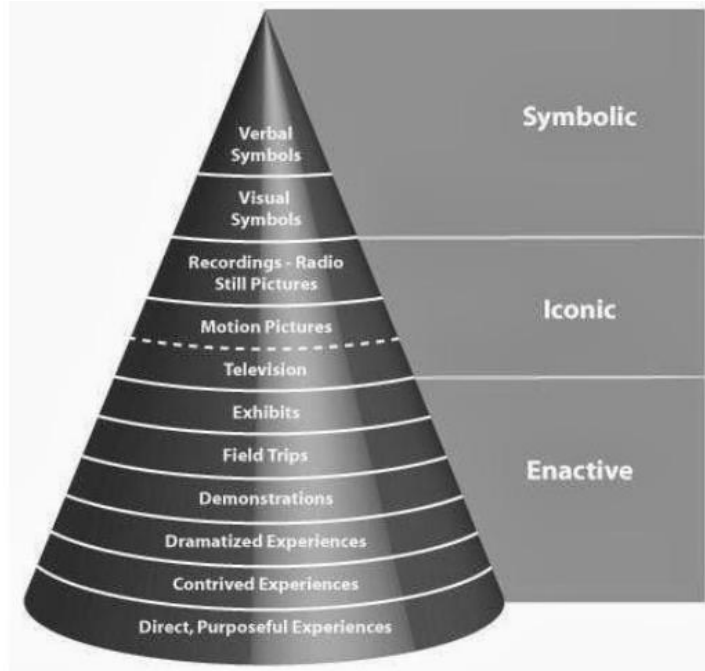 Verbal
Symbols
Symbolic
Visual
Symbols
Recordings - Radio
Still Pictures
Iconic
Motion Pictures
Television
Exhibits
Field Trips
Enactive
Demonstrations
Dramatized Experiences
Contrived Experiences
Direct, Purposeful Experiences